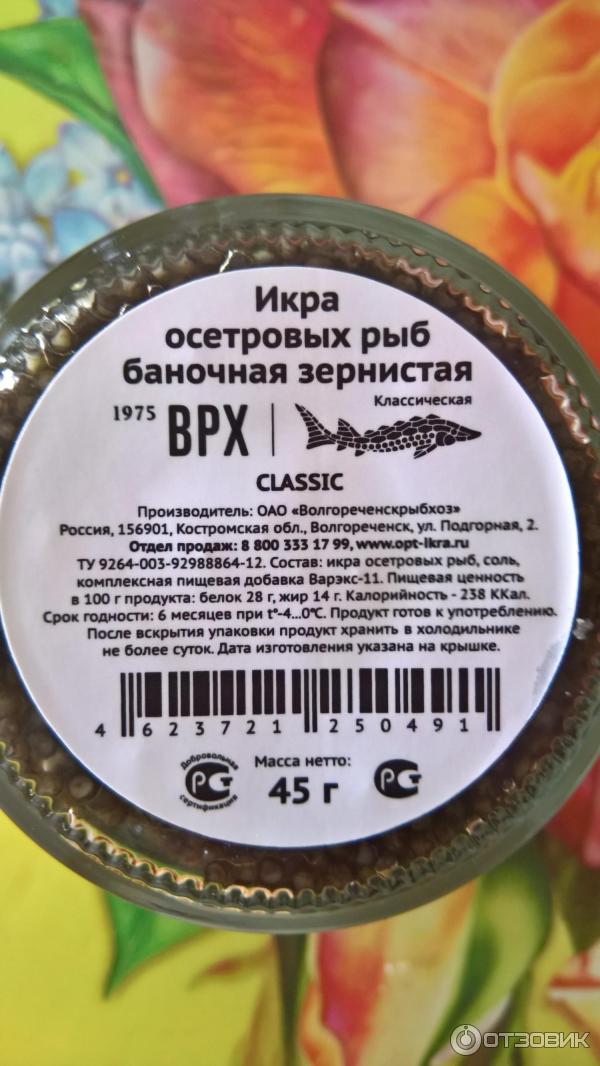 Икра
осетровых рыб
баночная зернистая
1975 ВРХ Классическая
CLASSIC
Производитель: ОАО «Волгореченскрыбхоз»
Россия, 156901, Костромская обл., Волгореченск, ул. Подгорная, 2.
Отдел продаж: 8 800 333 17 99, www.opt-ikra.ru
ТУ 9264-003-92988864-12. Состав: икра осетровых рыб, соль,
комплексная пищевая добавка Варэкс-11. Пищевая ценность
в 100 г продукта: белок 28 г, жир 14 г. Калорийность - 238 ККал.
Срок годности: 6 месяцев при t°-4...0°C. Продукт готов к употреблению.
После вскрытия упаковки продукт хранить в холодильнике
не более суток. Дата изготовления указана на крышке.
4 623721 250491
Добровольная
РСТ
сертификация
Масса нетто:
45 г
РСТ
ОТЗОВИК